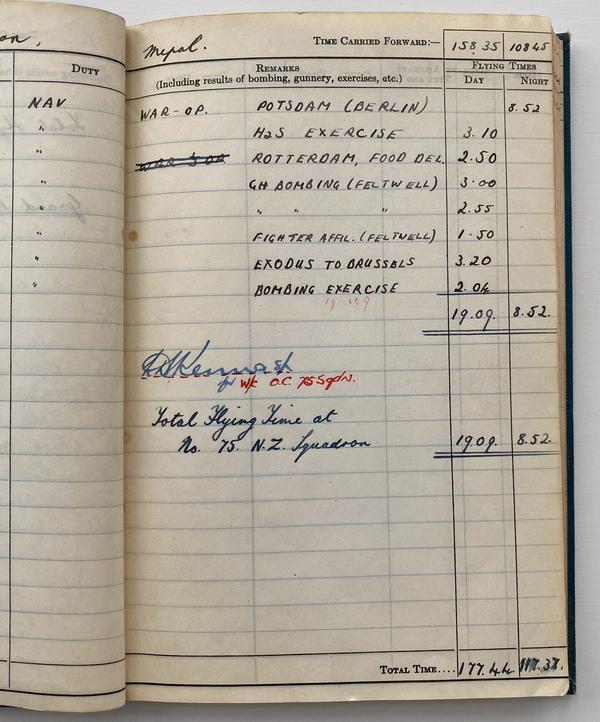 on,
DUTY
NAV
"
"
"
"
"
"
"
Mepal.
TIME CARRIED FORWARD:—
158.35
108 45
REMARKS
(Including results of bombing, gunnery, exercises, etc.)
FLYING TIMES
DAY
NIGHT
WAR-OP. POTSDAM (BERLIN) 8.52
H2S EXERCISE 3.10
ROTTERDAM, FOOD DEL. 2.50
GH BOMBING (FELTWELL) 3.00
" " " 2.55
FIGHTER AFFIL. (FELTWELL) 1.50
EXODUS TO BRUSSELS 3.20
BOMBING EXERCISE 2.04
19.09. 8.52.
for W/C O.C. 75 Sqdn.
Total Flying Time at
No. 75 N.Z. Squadron 19.09. 8.52.
TOTAL TIME.... 177.44 117.37.